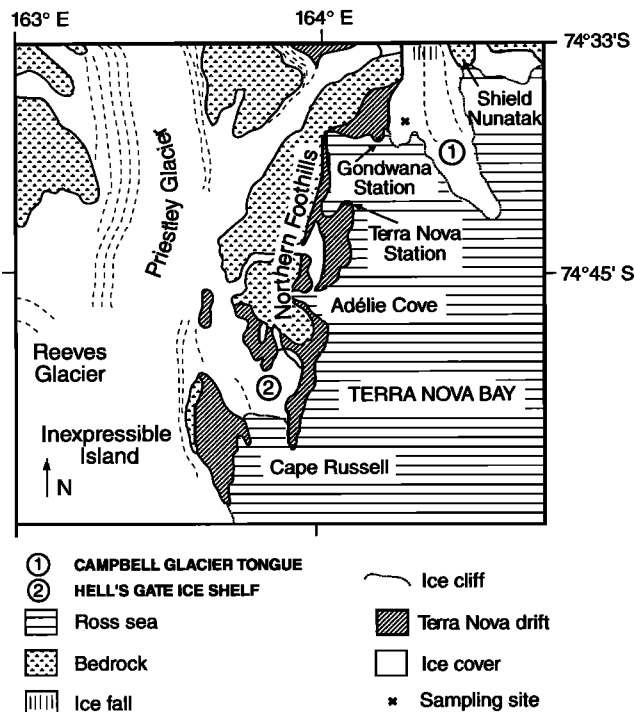 163° E
164° E
74°33'S
Shield
Nunatak
1
Gondwana
Station
Priestley Glacier
Northern Foothills
Terra Nova
Station
74°45' S
Adélie Cove
Reeves
Glacier
2
TERRA NOVA BAY
Inexpressible
Island
Cape Russell
N
1 CAMPBELL GLACIER TONGUE
2 HELL'S GATE ICE SHELF
Ross sea
Bedrock
Ice fall
Ice cliff
Terra Nova drift
Ice cover
Sampling site